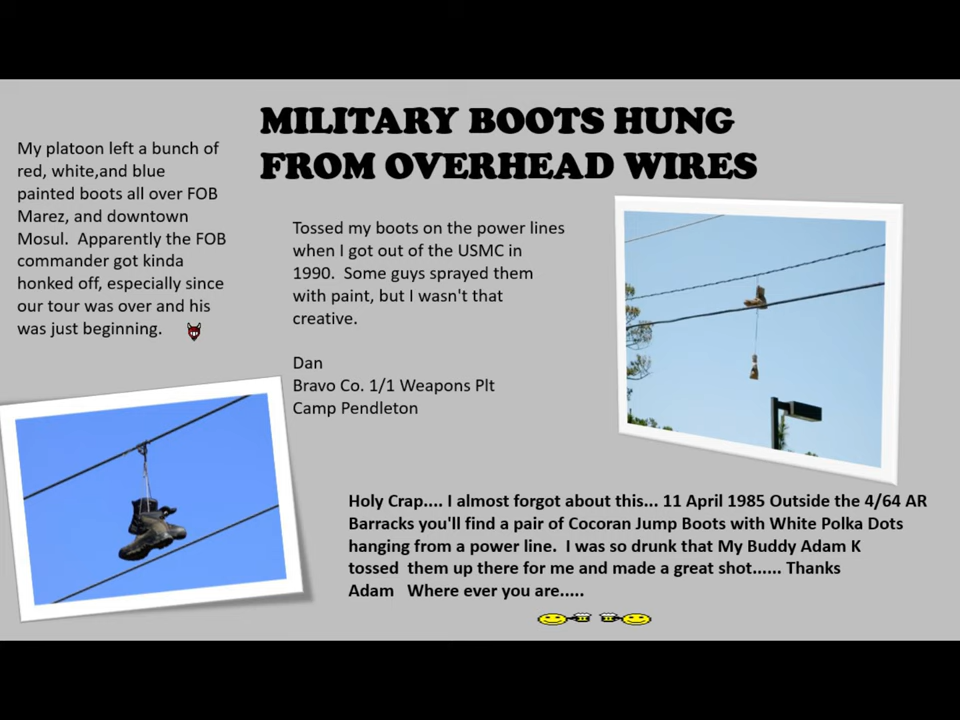 MILITARY BOOTS HUNG
FROM OVERHEAD WIRES
My platoon left a bunch of
red, white,and blue
painted boots all over FOB
Marez, and downtown
Mosul. Apparently the FOB
commander got kinda
honked off, especially since
our tour was over and his
was just beginning.
Tossed my boots on the power lines
when I got out of the USMC in
1990. Some guys sprayed them
with paint, but I wasn't that
creative.
Dan
Bravo Co. 1/1 Weapons Plt
Camp Pendleton
Holy Crap.... I almost forgot about this... 11 April 1985 Outside the 4/64 AR
Barracks you'll find a pair of Cocoran Jump Boots with White Polka Dots
hanging from a power line. I was so drunk that My Buddy Adam K
tossed them up there for me and made a great shot...... Thanks
Adam Where ever you are.....